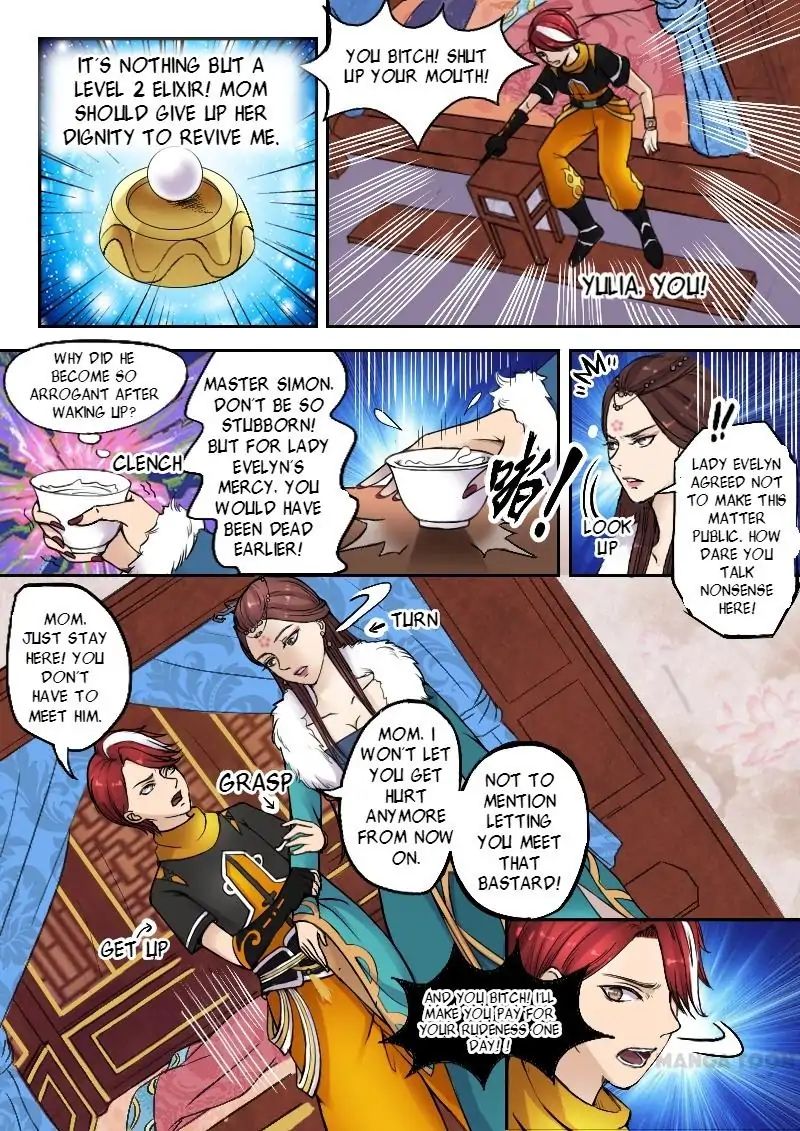 IT'S NOTHING BUT A
LEVEL 2 ELIXIR! MOM
SHOULD GIVE UP HER
DIGNITY TO REVIVE ME.
YOU BITCH! SHUT
UP YOUR MOUTH!
YULIA, YOU!
WHY DID HE
BECOME SO
ARROGANT AFTER
WAKING UP?
CLENCH
MASTER SIMON,
DON'T BE SO
STUBBORN!
BUT FOR LADY
EVELYN'S
MERCY, YOU
WOULD HAVE
BEEN DEAD
EARLIER!
啫!
!!
LOOK
UP
LADY EVELYN
AGREED NOT
TO MAKE THIS
MATTER
PUBLIC. HOW
DARE YOU
TALK
NONSENSE
HERE!
MOM,
JUST STAY
HERE! YOU
DON'T
HAVE TO
MEET HIM.
TURN
GRASP
MOM, I
WON'T LET
YOU GET
HURT
ANYMORE
FROM NOW
ON.
NOT TO
MENTION
LETTING
YOU MEET
THAT
BASTARD!
GET UP
AND YOU BITCH! I'LL
MAKE YOU PAY FOR
YOUR RUDENESS ONE
DAY! !
MANGA TOON